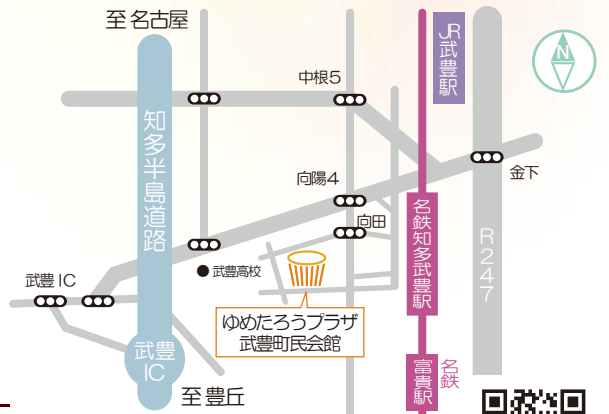 至 名古屋
JR武豊駅
N
中根5
知多半島道路
金下
向陽4
向田
名鉄知多武豊駅
R247
武豊高校
武豊 IC
ゆめたろうプラザ
武豊町民会館
武豊
IC
名鉄
富貴駅
至 豊丘